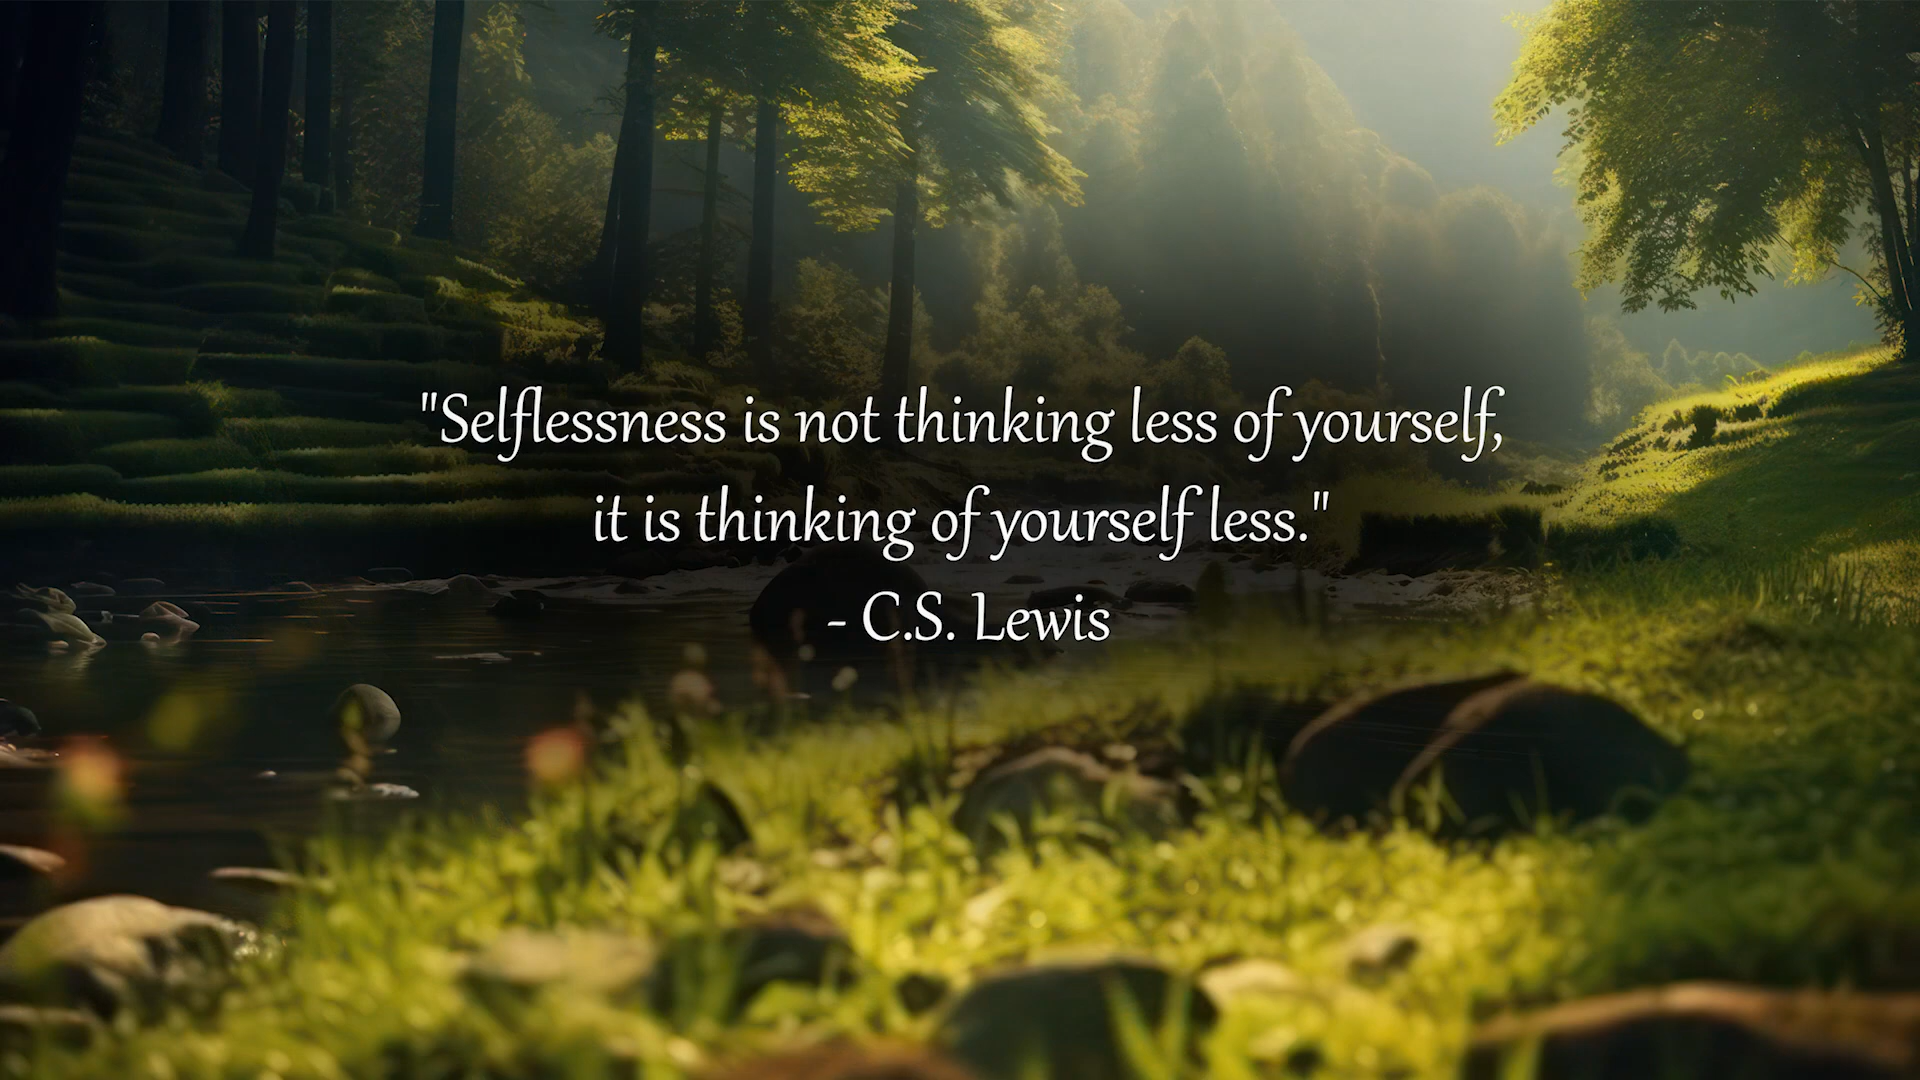 "Selflessness is not thinking less of yourself,
it is thinking of yourself less."
- C.S. Lewis